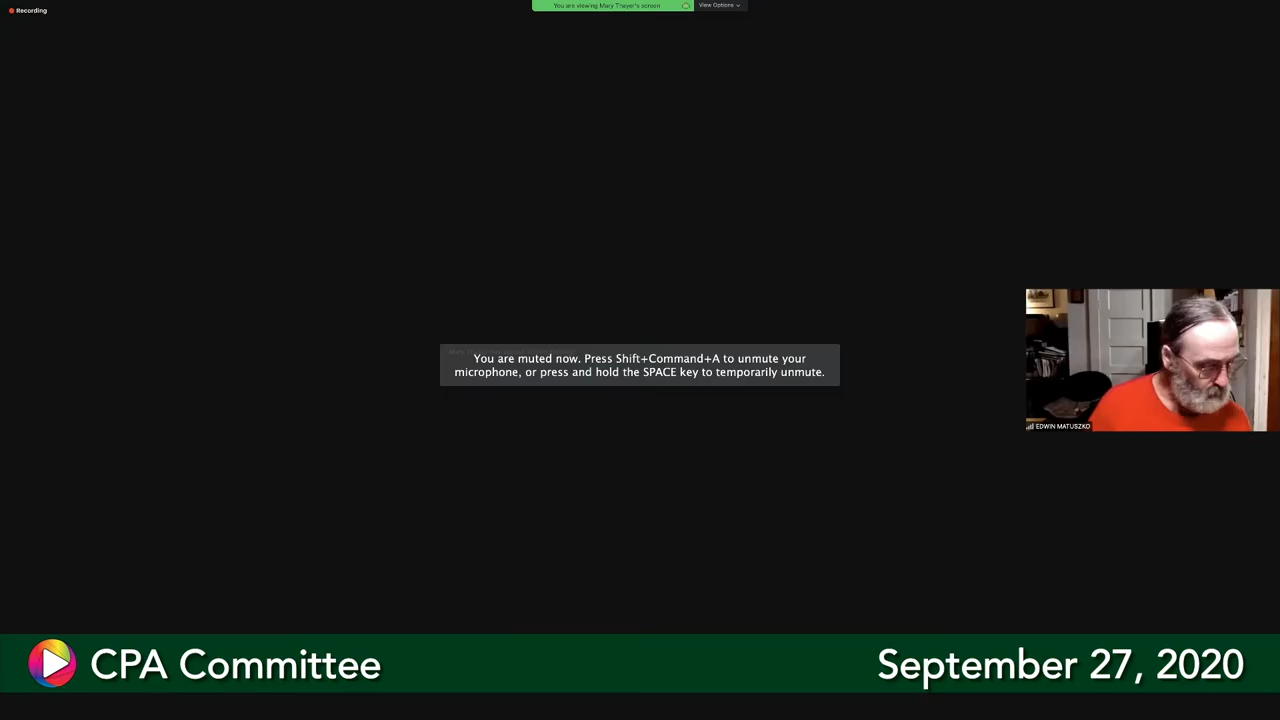 Recording
You are viewing Mary Thayer's screen
View Options
You are muted now. Press Shift+Command+A to unmute your
microphone, or press and hold the SPACE key to temporarily unmute.
EDWIN MATUSZKO
CPA Committee
September 27, 2020